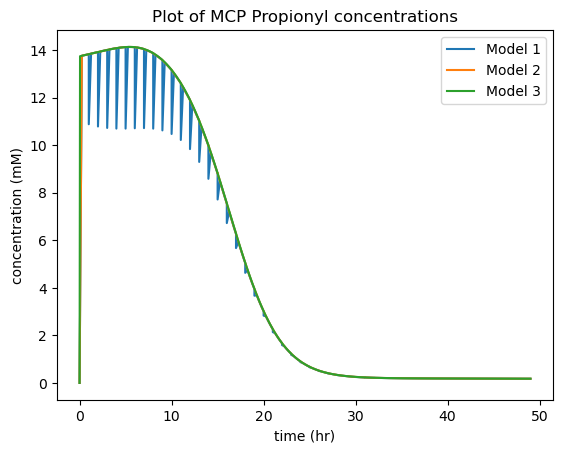 Plot of MCP Propionyl concentrations
Model 1
Model 2
Model 3
concentration (mM)
14
12
10
8
6
4
2
0
0 10 20 30 40 50
time (hr)